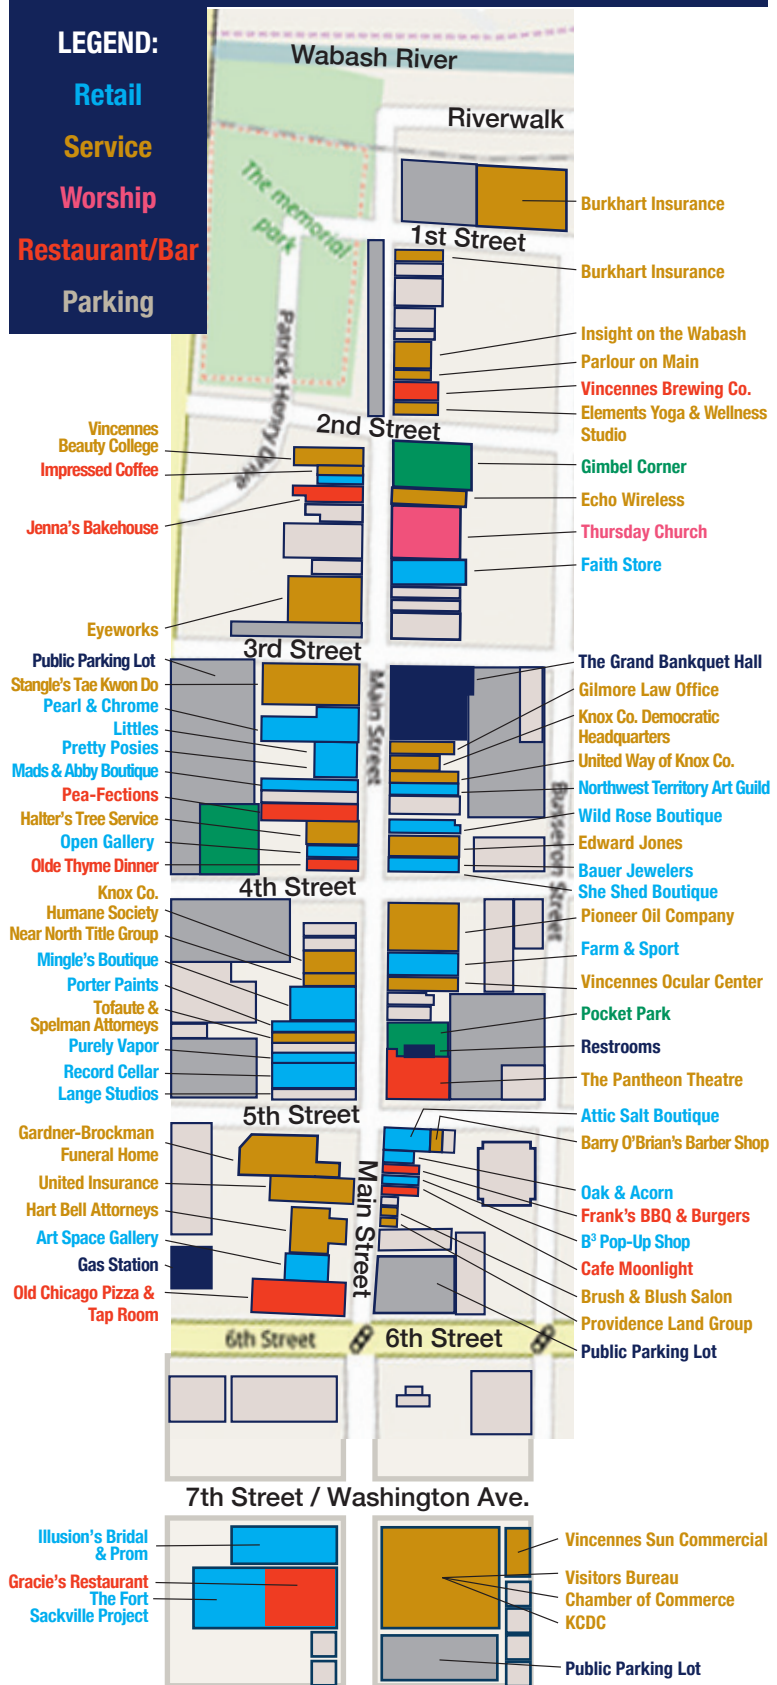 LEGEND:
Retail
Service
Worship
Restaurant/Bar
Parking
Wabash River
Riverwalk
The memorial
park
Patrick Henry Drive
Burkhart Insurance
1st Street
Burkhart Insurance
Insight on the Wabash
Parlour on Main
Vincennes Brewing Co.
Elements Yoga & Wellness
Studio
2nd Street
Vincennes
Beauty College
Impressed Coffee
Jenna's Bakehouse
Eyeworks
Gimbel Corner
Echo Wireless
Thursday Church
Faith Store
3rd Street
Main Street
Busseron Street
Public Parking Lot
Stangle's Tae Kwon Do
Pearl & Chrome
Littles
Pretty Posies
Mads & Abby Boutique
Pea-Fections
Halter's Tree Service
Open Gallery
Olde Thyme Dinner
The Grand Bankquet Hall
Gilmore Law Office
Knox Co. Democratic
Headquarters
United Way of Knox Co.
Northwest Territory Art Guild
Wild Rose Boutique
Edward Jones
Bauer Jewelers
She Shed Boutique
4th Street
Knox Co.
Humane Society
Near North Title Group
Mingle's Boutique
Porter Paints
Tofaute &
Spelman Attorneys
Purely Vapor
Record Cellar
Lange Studios
Pioneer Oil Company
Farm & Sport
Vincennes Ocular Center
Pocket Park
Restrooms
The Pantheon Theatre
5th Street
Main Street
Gardner-Brockman
Funeral Home
United Insurance
Hart Bell Attorneys
Art Space Gallery
Gas Station
Old Chicago Pizza &
Tap Room
Attic Salt Boutique
Barry O'Brian's Barber Shop
Oak & Acorn
Frank's BBQ & Burgers
B³ Pop-Up Shop
Cafe Moonlight
Brush & Blush Salon
Providence Land Group
Public Parking Lot
6th Street
6th Street
7th Street / Washington Ave.
Illusion's Bridal
& Prom
Gracie's Restaurant
The Fort
Sackville Project
Vincennes Sun Commercial
Visitors Bureau
Chamber of Commerce
KCDC
Public Parking Lot